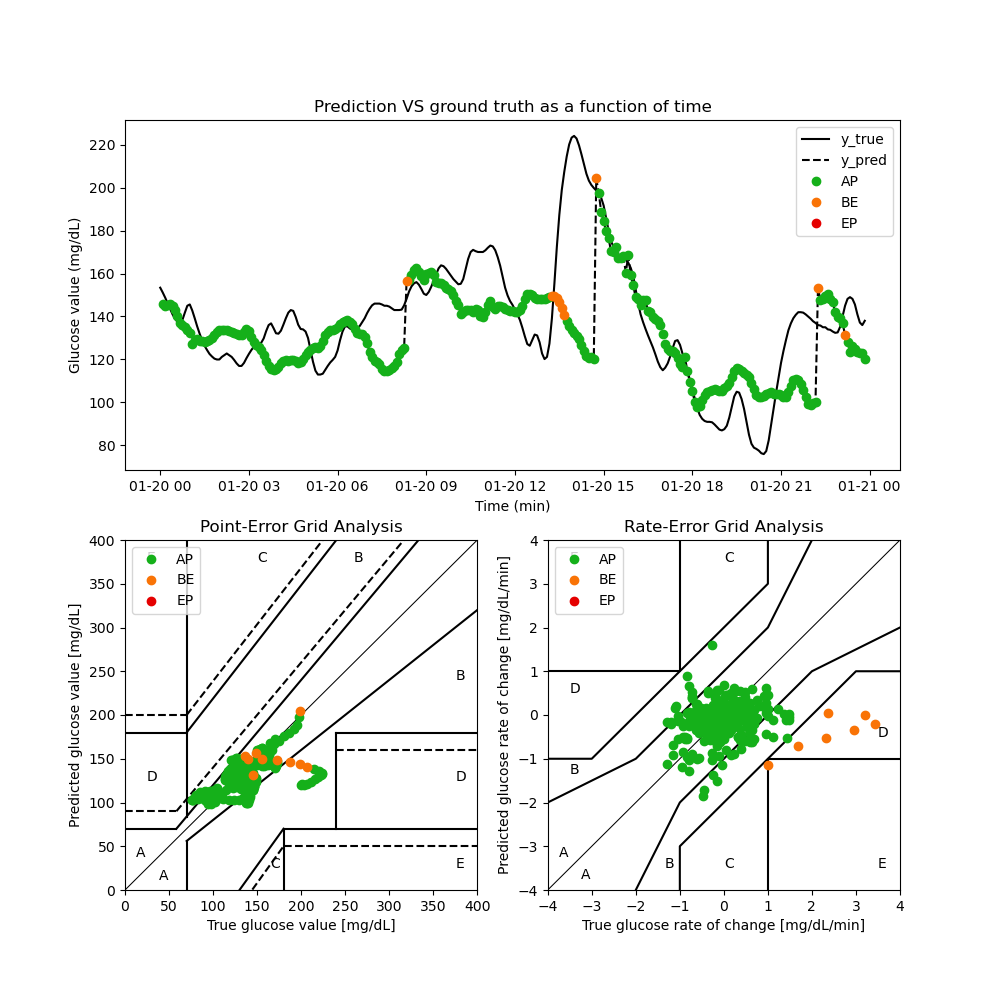 Prediction VS ground truth as a function of time
Glucose value (mg/dL)
220
200
180
160
140
120
100
80
y_true
y_pred
AP
BE
EP
01-20 00 01-20 03 01-20 06 01-20 09 01-20 12 01-20 15 01-20 18 01-20 21 01-21 00
Time (min)
Point-Error Grid Analysis
Predicted glucose value [mg/dL]
400
350
300
250
200
150
100
50
0
AP
BE
EP
C B
B
D D
A
A C E
0 50 100 150 200 250 300 350 400
True glucose value [mg/dL]
Rate-Error Grid Analysis
Predicted glucose rate of change [mg/dL/min]
4
3
2
1
0
−1
−2
−3
−4
AP
BE
EP
C
D
D
B
A
A B C E
−4 −3 −2 −1 0 1 2 3 4
True glucose rate of change [mg/dL/min]